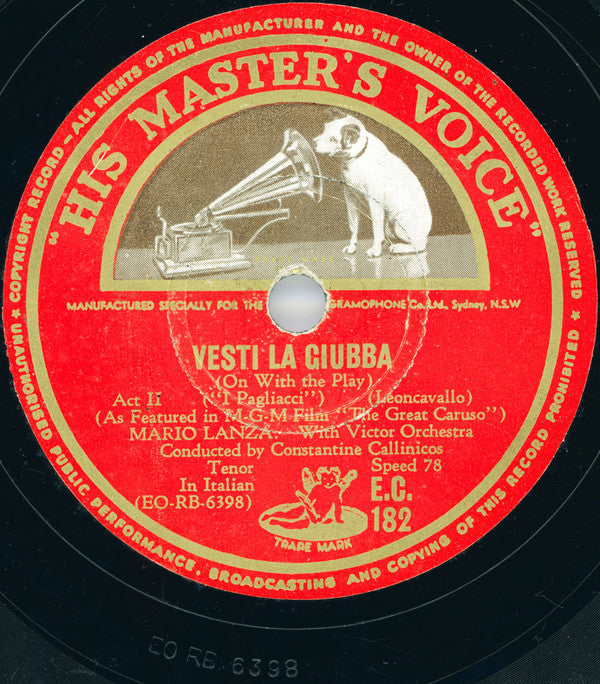 "HIS MASTER'S VOICE"
* COPYRIGHT RECORD — ALL RIGHTS OF THE MANUFACTURER AND THE OWNER OF THE RECORDED WORK RESERVED
* UNAUTHORISED PUBLIC PERFORMANCE, BROADCASTING AND COPYING OF THIS RECORD PROHIBITED
MANUFACTURED SPECIALLY FOR THE GRAMOPHONE Co. Ltd., Sydney, N.S.W
VESTI LA GIUBBA
(On With the Play)
Act II ("I Pagliacci") (Leoncavallo)
(As Featured in M-G-M Film "The Great Caruso")
MARIO LANZA. With Victor Orchestra
Conducted by Constantine Callinicos
Tenor Speed 78
In Italian E.C.
(EO-RB-6398) 182
TRADE MARK
EO RB 6398